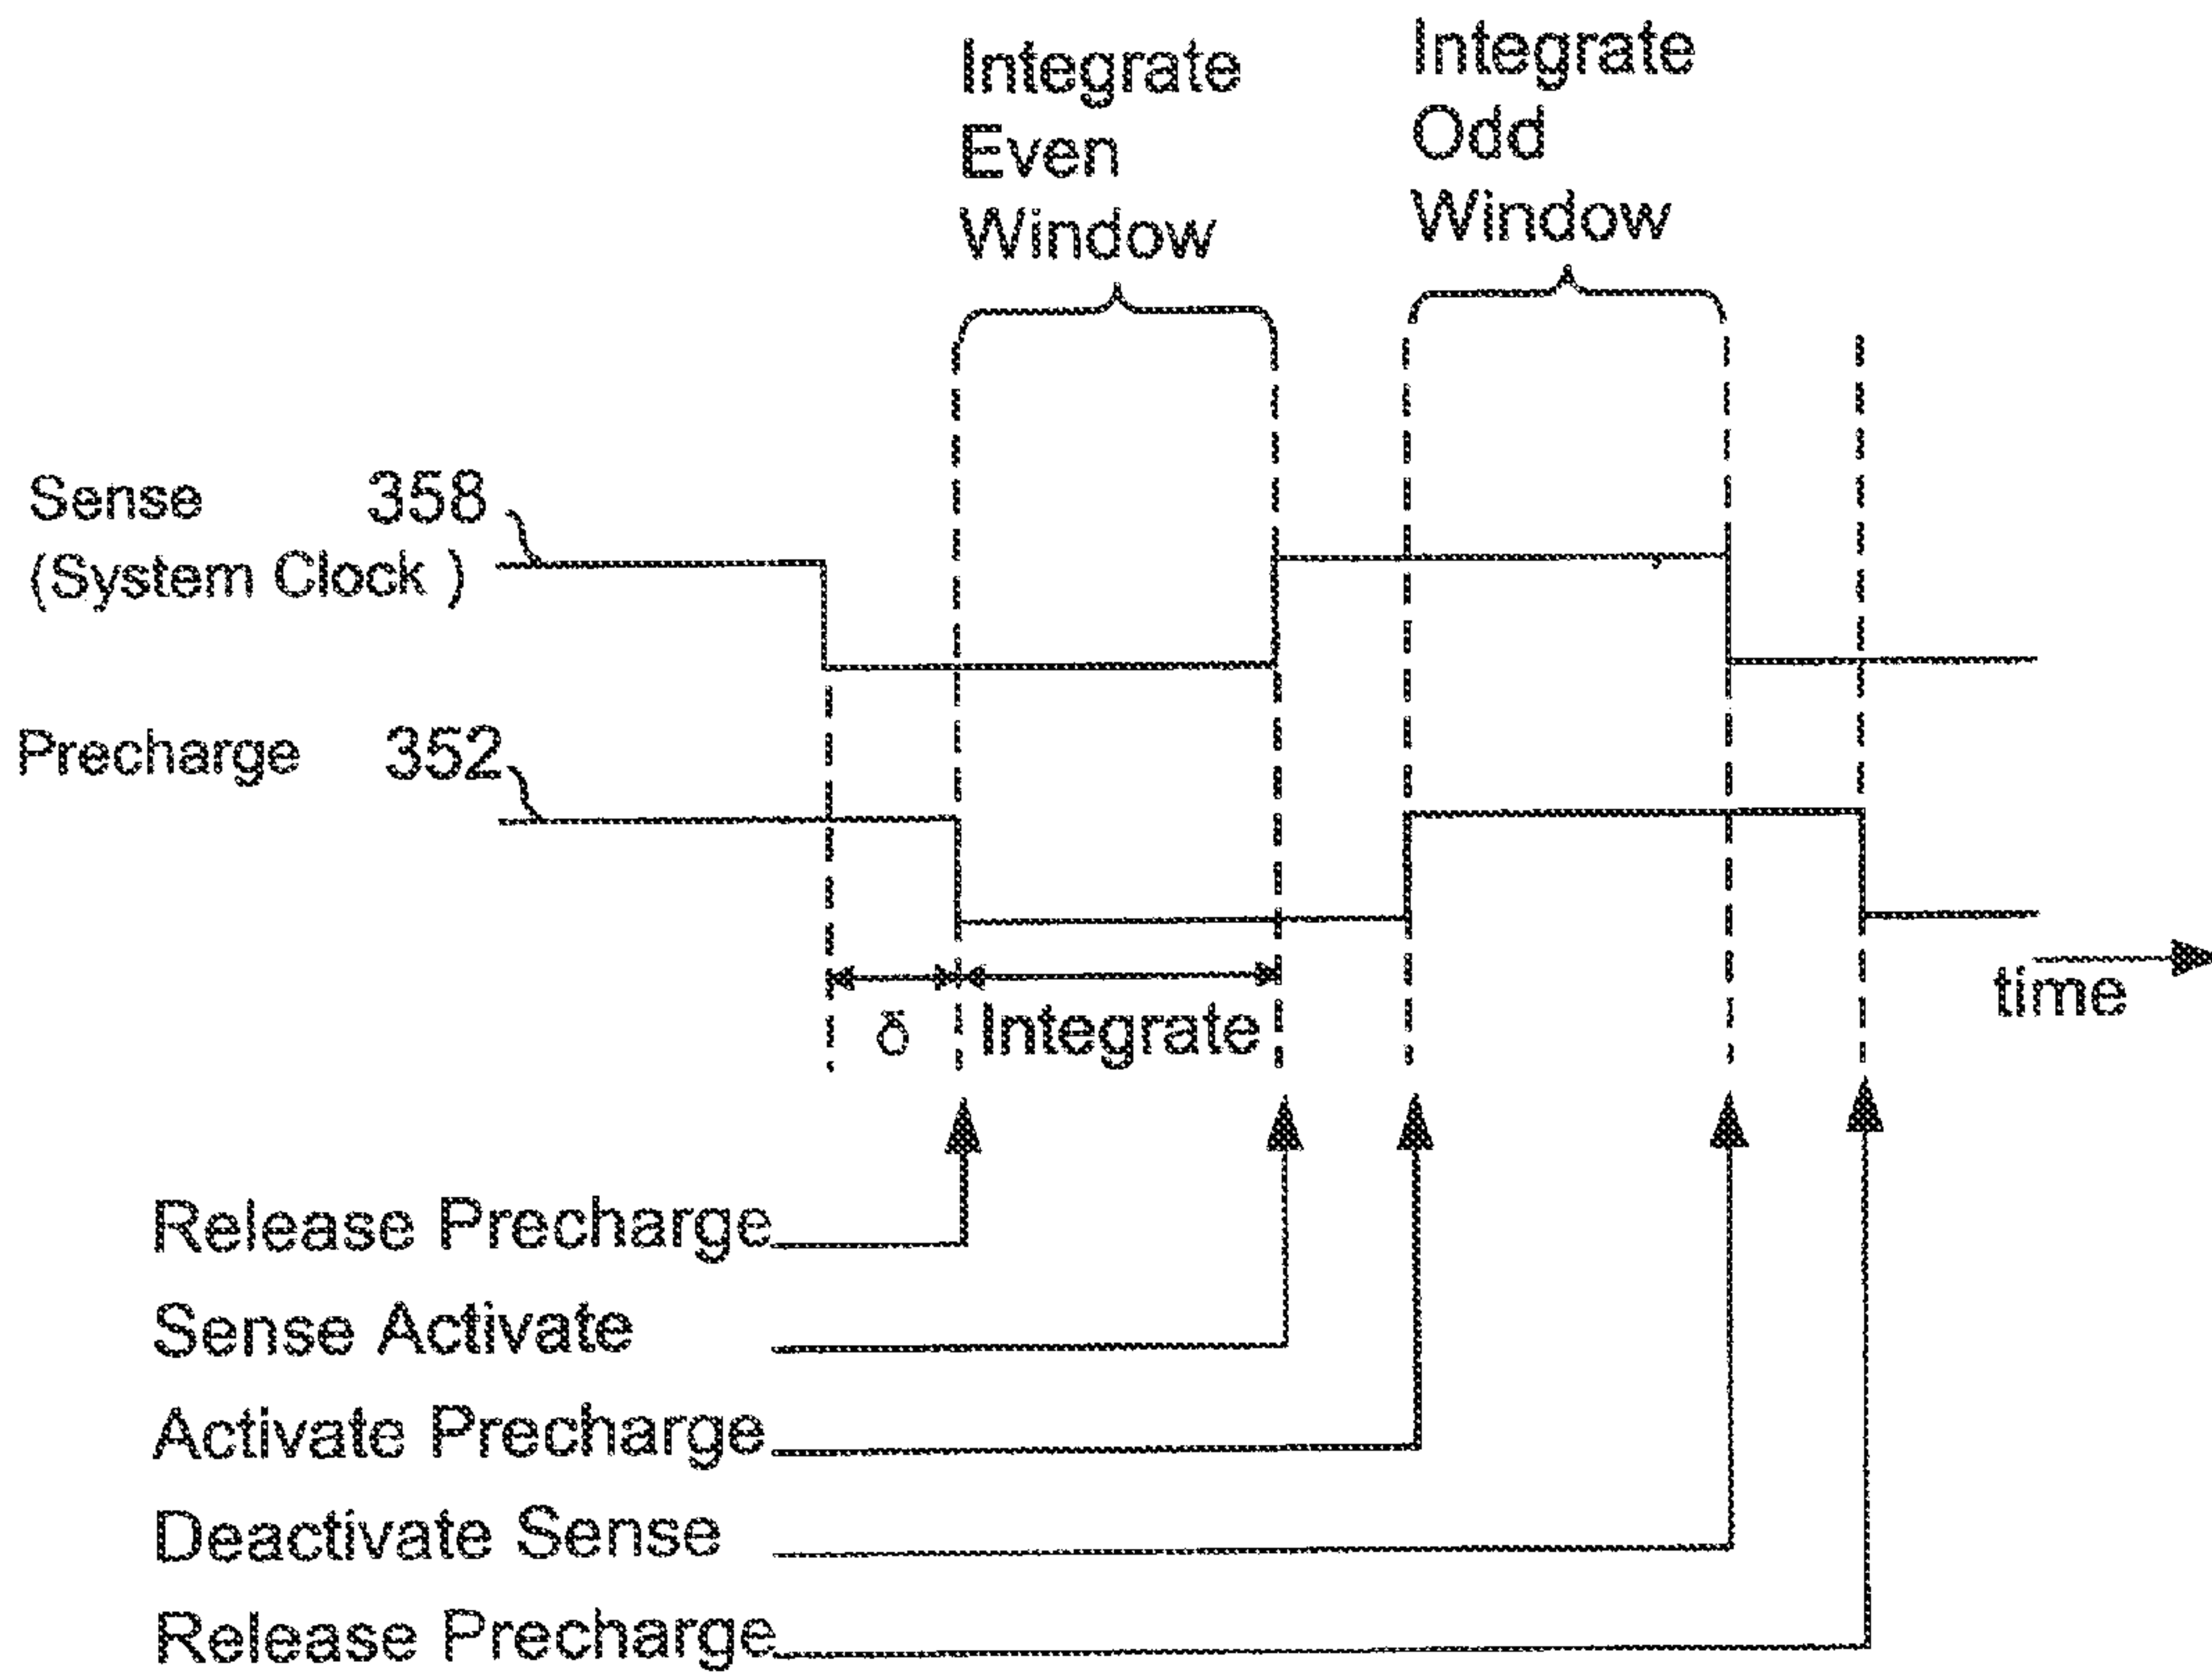 Integrate
Even
Window
Integrate
Odd
Window
Sense 358
(System Clock )
Precharge 352
δ Integrate
time
Release Precharge
Sense Activate
Activate Precharge
Deactivate Sense
Release Precharge